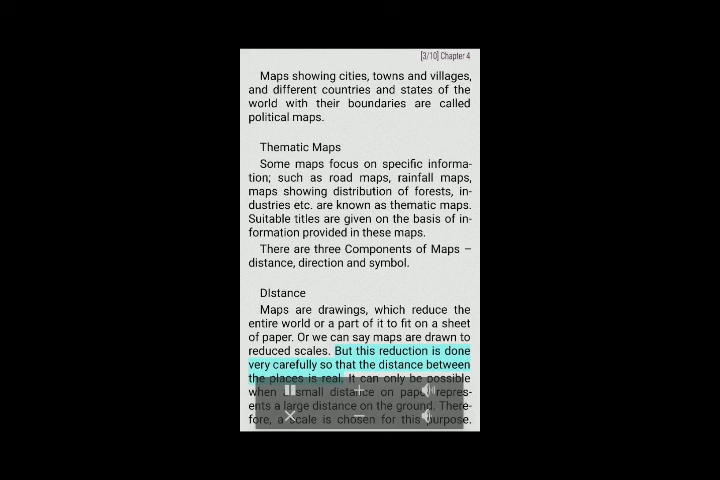 [3/10] Chapter 4
Maps showing cities, towns and villages,
and different countries and states of the
world with their boundaries are called
political maps.
Thematic Maps
Some maps focus on specific informa-
tion; such as road maps, rainfall maps,
maps showing distribution of forests, in-
dustries etc. are known as thematic maps.
Suitable titles are given on the basis of in-
formation provided in these maps.
There are three Components of Maps –
distance, direction and symbol.
DIstance
Maps are drawings, which reduce the
entire world or a part of it to fit on a sheet
of paper. Or we can say maps are drawn to
reduced scales. But this reduction is done
very carefully so that the distance between
the places is real. It can only be possible
when a small distance on paper repres-
ents a large distance on the ground. There-
fore, a scale is chosen for this purpose.